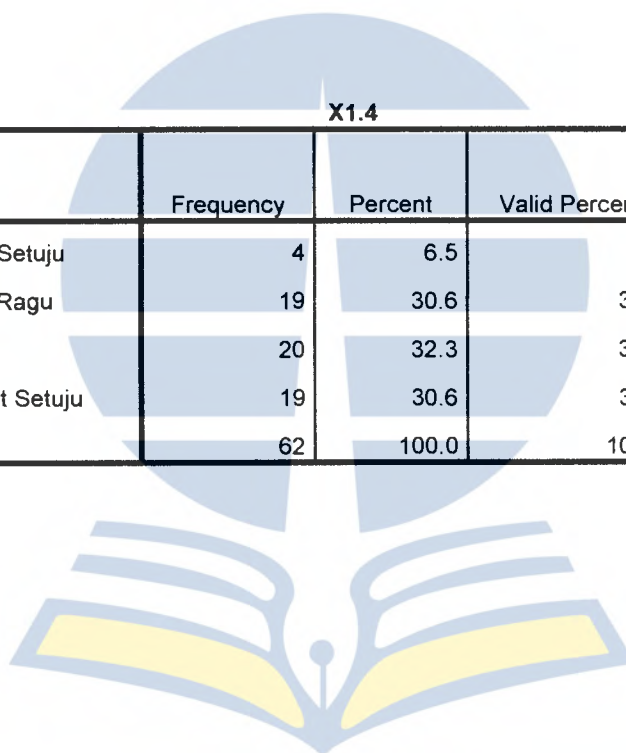 X1.4
Frequency Percent Valid
Setuju 4 6.5
Ragu 19 30.6
20 32.3
Setuju 19 30.6
62 100.0